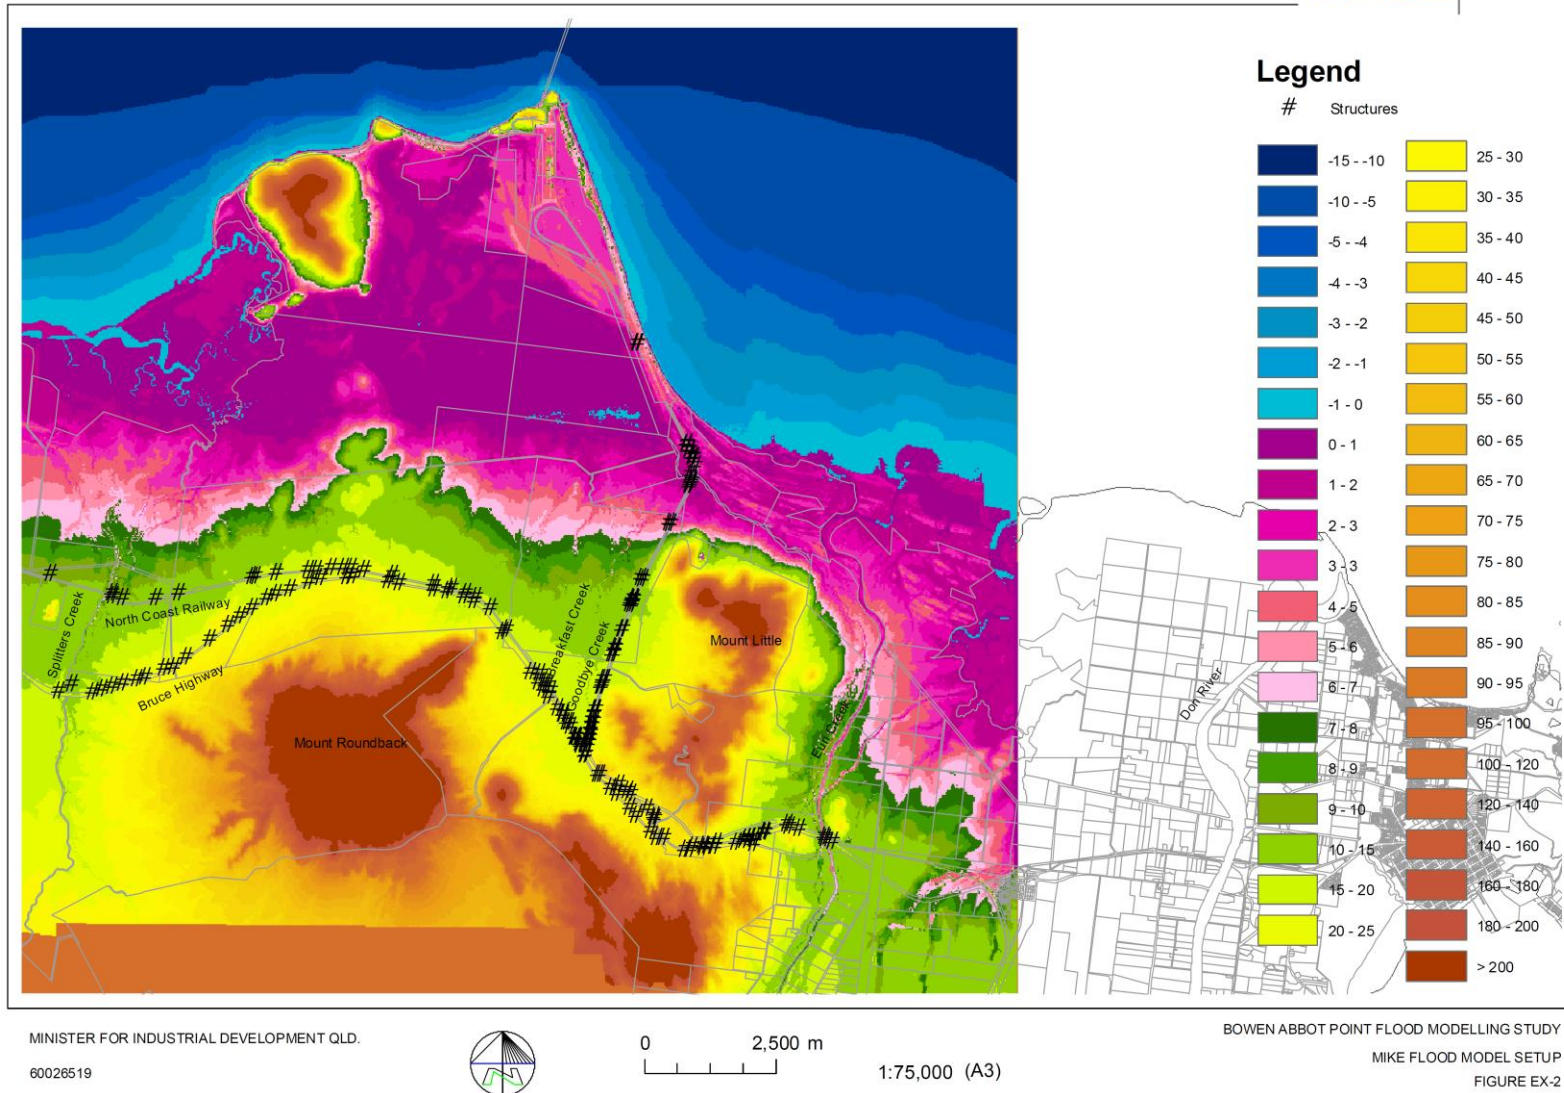 Legend
# Structures
-15 - -10
-10 - -5
-5 - -4
-4 - -3
-3 - -2
-2 - -1
-1 - 0
0 - 1
1 - 2
2 - 3
3 - 3
4 - 5
5 - 6
6 - 7
7 - 8
8 - 9
9 - 10
10 - 15
15 - 20
20 - 25
25 - 30
30 - 35
35 - 40
40 - 45
45 - 50
50 - 55
55 - 60
60 - 65
65 - 70
70 - 75
75 - 80
80 - 85
85 - 90
90 - 95
95 - 100
100 - 120
120 - 140
140 - 160
160 - 180
180 - 200
> 200
Splitters Creek
North Coast Railway
Bruce Highway
Breakfast Creek
Goodbye Creek
Mount Little
Mount Roundback
Euri Creek
Don River
MINISTER FOR INDUSTRIAL DEVELOPMENT QLD.
60026519
0 2,500 m
1:75,000 (A3)
BOWEN ABBOT POINT FLOOD MODELLING STUDY
MIKE FLOOD MODEL SETUP
FIGURE EX-2